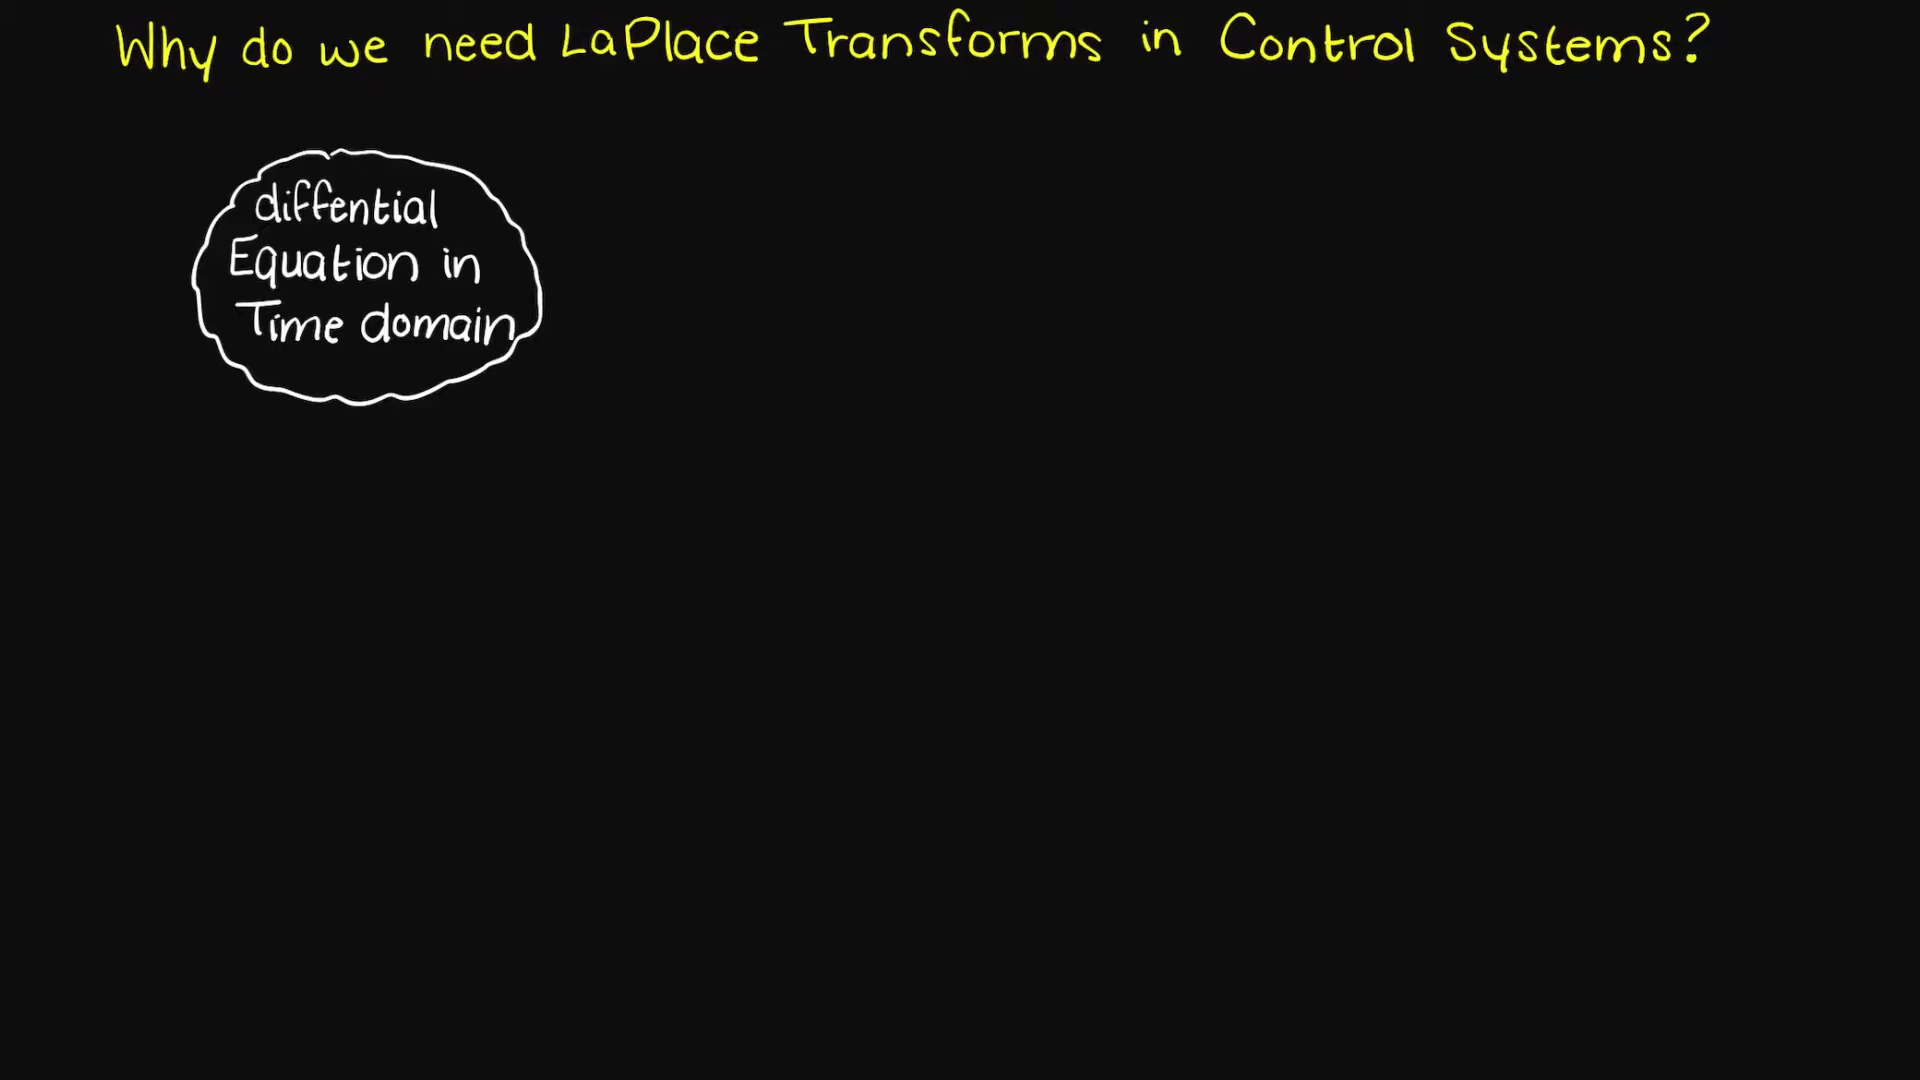 Why do we need LaPlace Transforms in Control Systems?
diffential
Equation in
Time domain